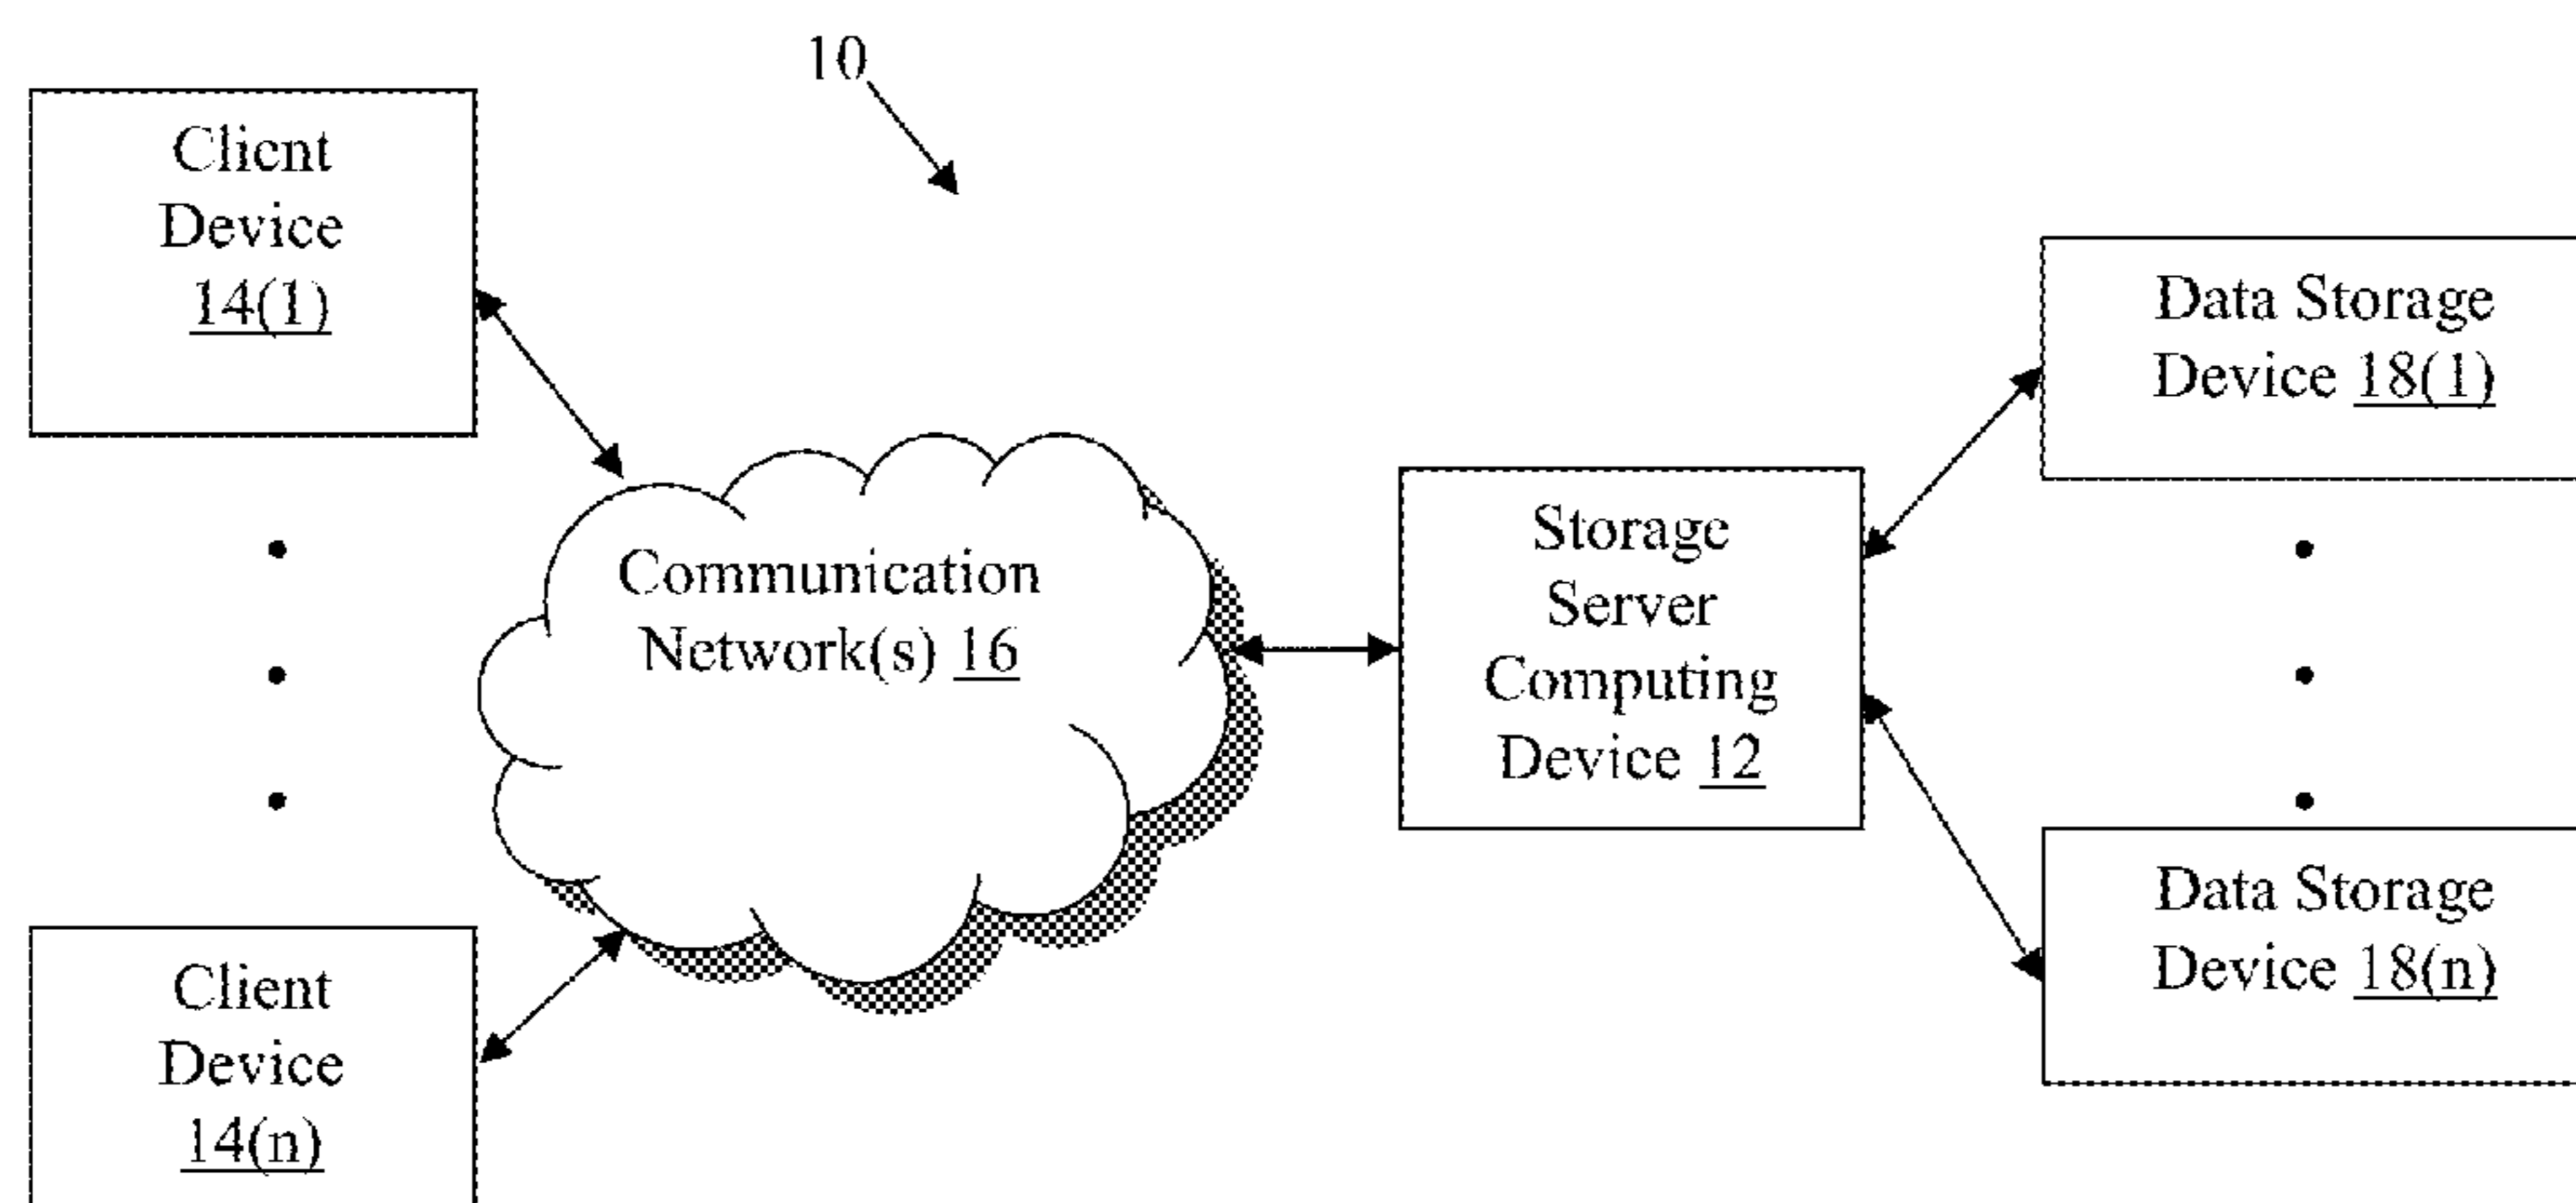 10
Client
Device
14(1)
Data Storage
Device 18(1)
Communication
Network(s) 16
Storage
Server
Computing
Device 12
Client
Device
14(n)
Data Storage
Device 18(n)